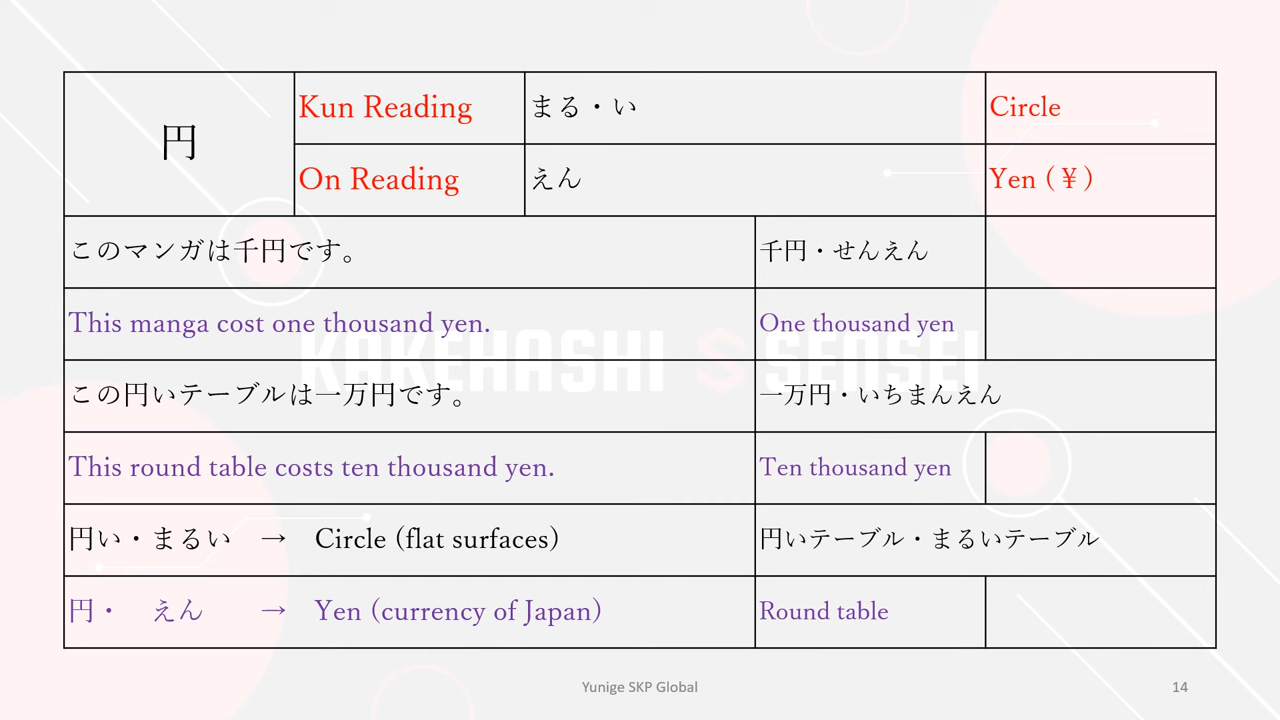 円
Kun Reading
まる・い
Circle
On Reading
えん
Yen (￥)
このマンガは千円です。
千円・せんえん
This manga cost one thousand yen.
One thousand yen
KAKEHASHI SENSEI
この円いテーブルは一万円です。
一万円・いちまんえん
This round table costs ten thousand yen.
Ten thousand yen
円い・まるい → Circle (flat surfaces)
円いテーブル・まるいテーブル
円・ えん → Yen (currency of Japan)
Round table
Yunige SKP Global
14